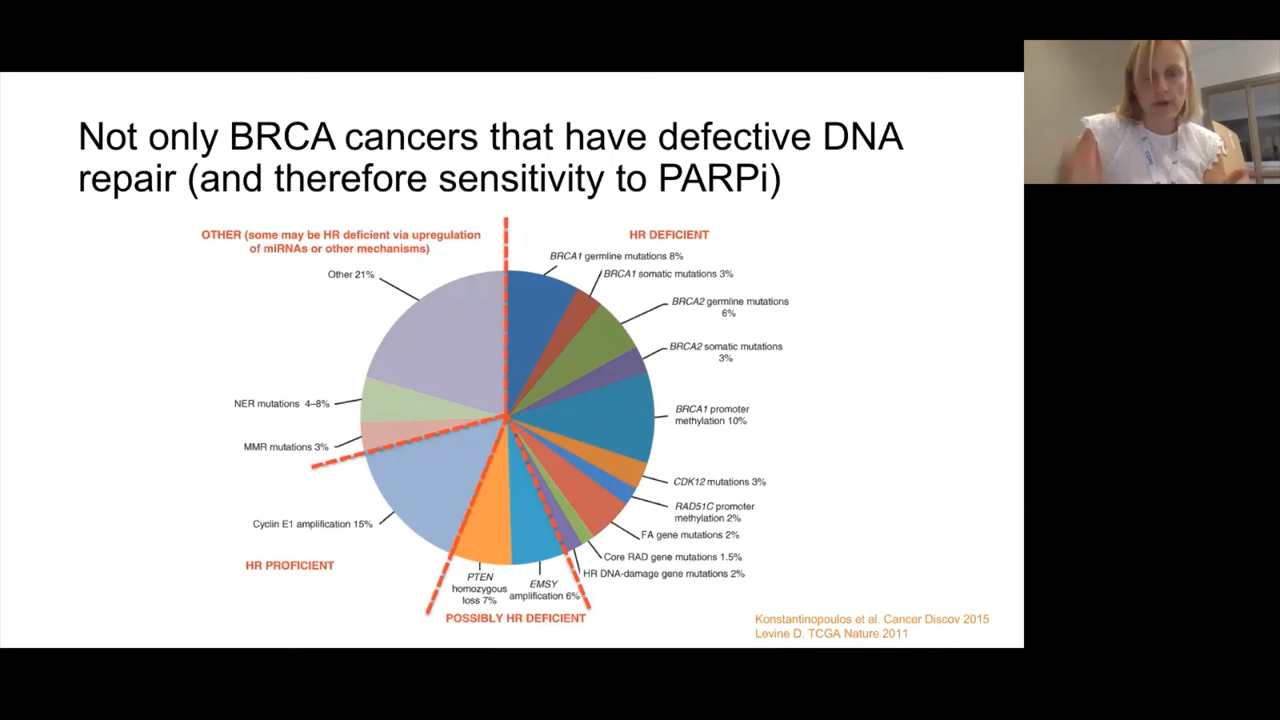 Not only BRCA cancers that have defective DNA
repair (and therefore sensitivity to PARPi)
OTHER (some may be HR deficient via upregulation
of miRNAs or other mechanisms)
HR DEFICIENT
BRCA1 germline mutations 8%
BRCA1 somatic mutations 3%
BRCA2 germline mutations
6%
BRCA2 somatic mutations
3%
BRCA1 promoter
methylation 10%
CDK12 mutations 3%
RAD51C promoter
methylation 2%
FA gene mutations 2%
Core RAD gene mutations 1.5%
HR DNA-damage gene mutations 2%
EMSY
amplification 6%
PTEN
homozygous
loss 7%
POSSIBLY HR DEFICIENT
HR PROFICIENT
Cyclin E1 amplification 15%
MMR mutations 3%
NER mutations 4–8%
Other 21%
Konstantinopoulos et al. Cancer Discov 2015
Levine D. TCGA Nature 2011